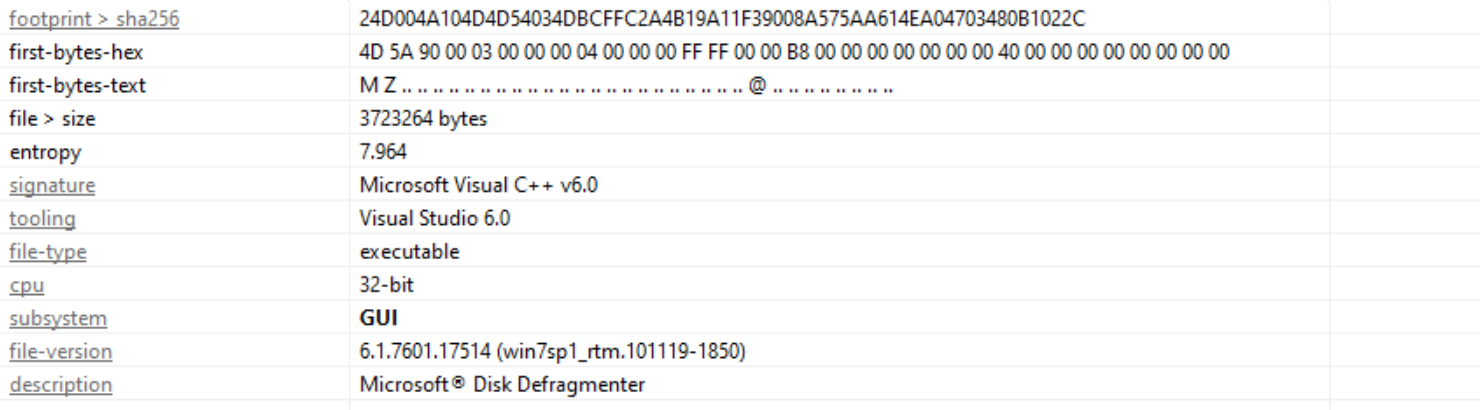 footprint > sha256 24D004A104D4D54034DBCFFC2A4B19A11F39008A575AA614EA04703480B1022C
first-bytes-hex 4D 5A 90 00 03 00 00 00 04 00 00 00 FF FF 00 00 B8 00 00 00 00 00 00 00 40 00 00 00 00 00 00 00 00
first-bytes-text M Z .. .. .. .. .. .. .. .. .. .. .. .. .. .. .. .. .. .. .. .. .. .. @ .. .. .. .. .. .. .. ..
file > size 3723264 bytes
entropy 7.964
signature Microsoft Visual C++ v6.0
tooling Visual Studio 6.0
file-type executable
cpu 32-bit
subsystem GUI
file-version 6.1.7601.17514 (win7sp1_rtm.101119-1850)
description Microsoft® Disk Defragmenter